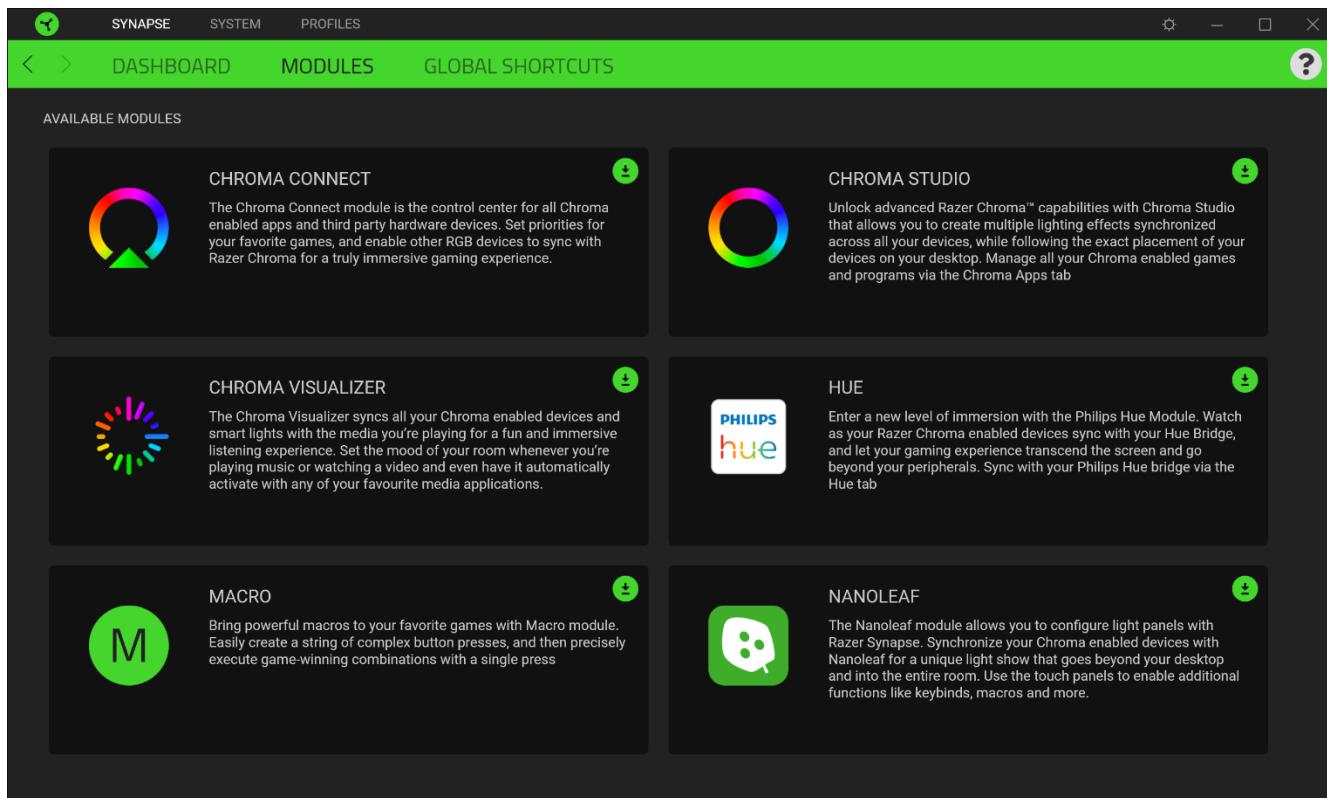 SYNAPSE SYSTEM PROFILES
DASHBOARD MODULES GLOBAL SHORTCUTS
?
AVAILABLE MODULES
CHROMA CONNECT
The Chroma Connect module is the control center for all Chroma
enabled apps and third party hardware devices. Set priorities for
your favorite games, and enable other RGB devices to sync with
Razer Chroma for a truly immersive gaming experience.
CHROMA STUDIO
Unlock advanced Razer Chroma™ capabilities with Chroma Studio
that allows you to create multiple lighting effects synchronized
across all your devices, while following the exact placement of your
devices on your desktop. Manage all your Chroma enabled games
and programs via the Chroma Apps tab
CHROMA VISUALIZER
The Chroma Visualizer syncs all your Chroma enabled devices and
smart lights with the media you're playing for a fun and immersive
listening experience. Set the mood of your room whenever you're
playing music or watching a video and even have it automatically
activate with any of your favourite media applications.
PHILIPS
hue
HUE
Enter a new level of immersion with the Philips Hue Module. Watch
as your Razer Chroma enabled devices sync with your Hue Bridge,
and let your gaming experience transcend the screen and go
beyond your peripherals. Sync with your Philips Hue bridge via the
Hue tab
M
MACRO
Bring powerful macros to your favorite games with Macro module.
Easily create a string of complex button presses, and then precisely
execute game-winning combinations with a single press
NANOLEAF
The Nanoleaf module allows you to configure light panels with
Razer Synapse. Synchronize your Chroma enabled devices with
Nanoleaf for a unique light show that goes beyond your desktop
and into the entire room. Use the touch panels to enable additional
functions like keybinds, macros and more.